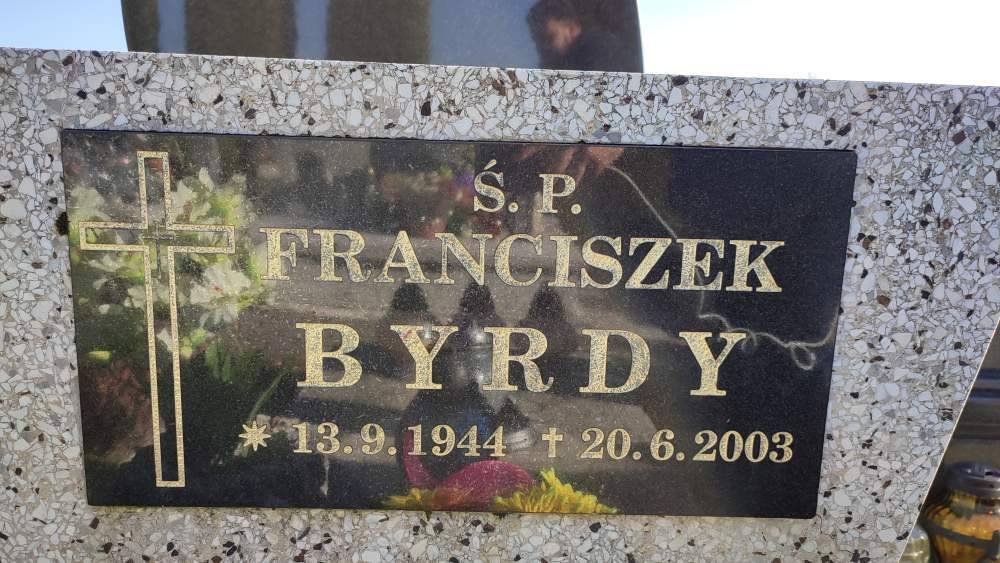 Ś. P.
FRANCISZEK
BYRDY
* 13.9.1944 † 20.6.2003